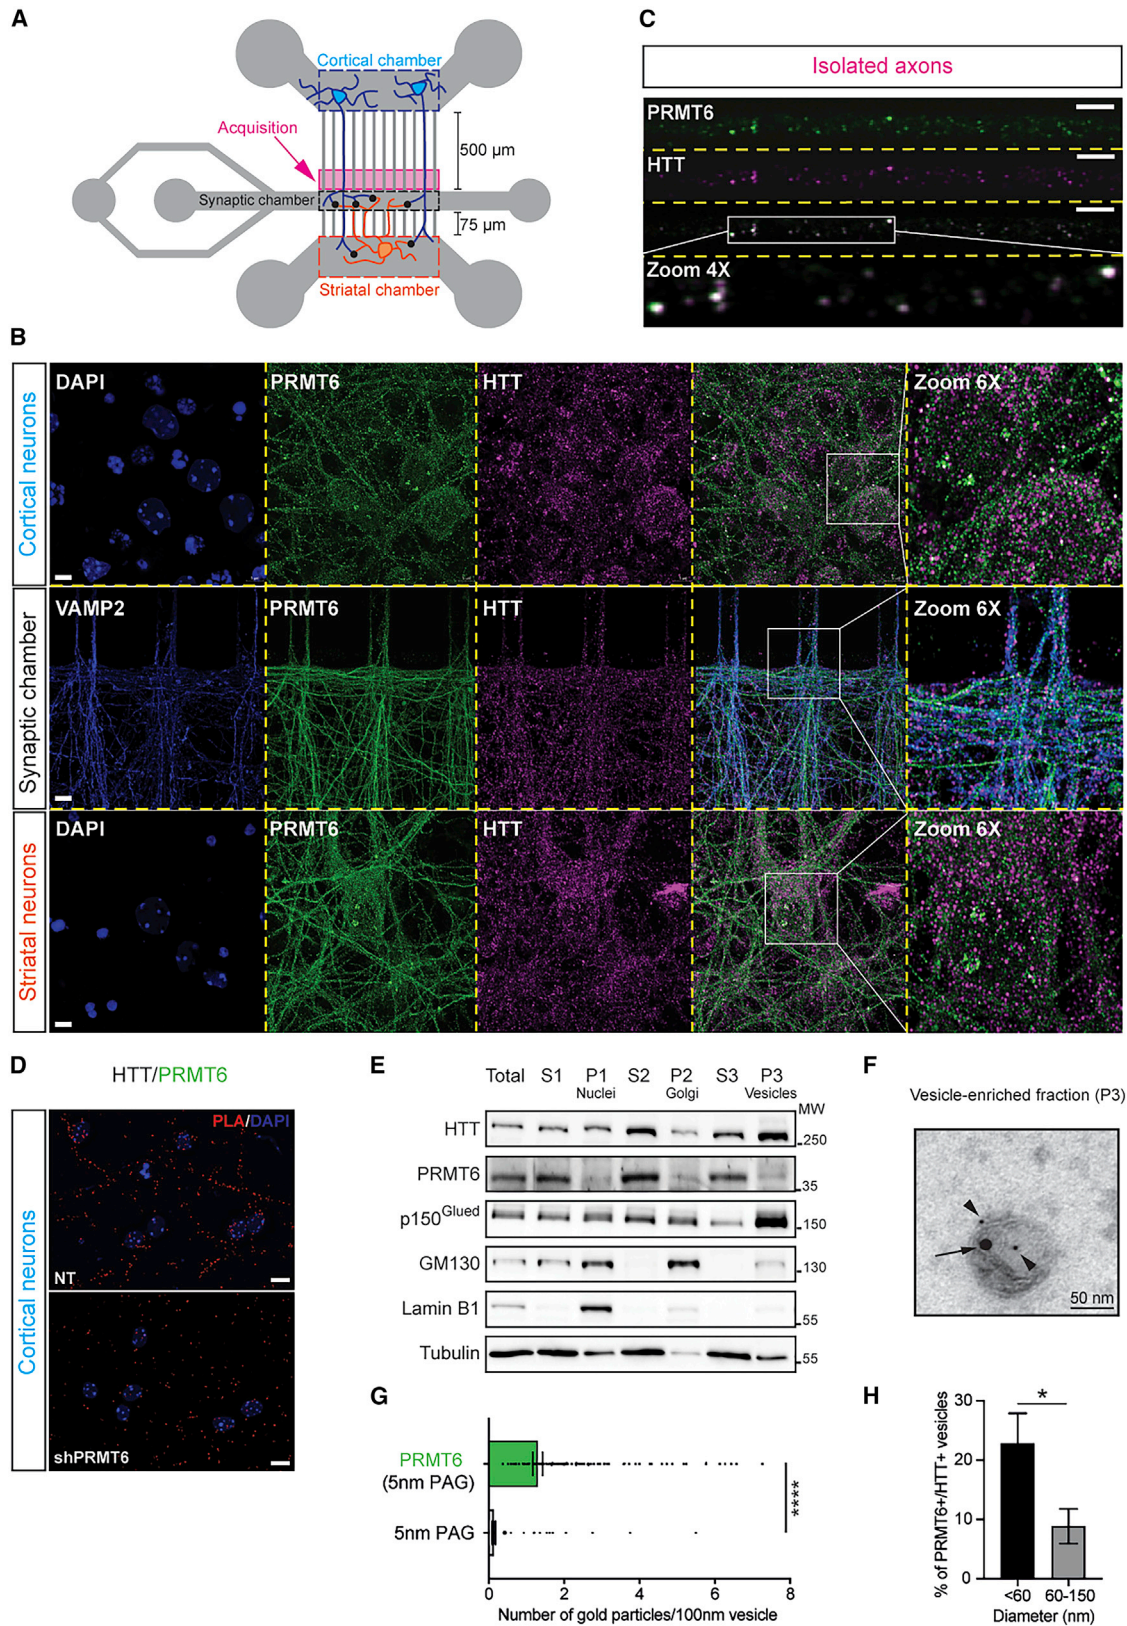 A
Cortical chamber
Acquisition
500 µm
Synaptic chamber
75 µm
Striatal chamber
C
Isolated axons
PRMT6
HTT
Zoom 4X
B
Cortical neurons
DAPI
PRMT6
HTT
Zoom 6X
Synaptic chamber
VAMP2
PRMT6
HTT
Zoom 6X
Striatal neurons
DAPI
PRMT6
HTT
Zoom 6X
D
HTT/PRMT6
Cortical neurons
PLA/DAPI
NT
shPRMT6
E
Total S1 P1 S2 P2 S3 P3
Nuclei Golgi Vesicles
MW
HTT
250
PRMT6
35
p150Glued
150
GM130
130
Lamin B1
55
Tubulin
55
F
Vesicle-enriched fraction (P3)
50 nm
G
PRMT6
(5nm PAG)
5nm PAG
****
0 2 4 6 8
Number of gold particles/100nm vesicle
H
% of PRMT6+/HTT+ vesicles
30
20
10
0
*
<60 60-150
Diameter (nm)